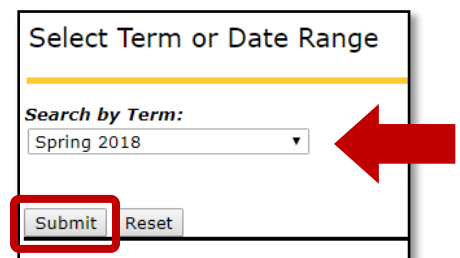 Select Term or Date Range
Search by Term:
Spring 2018
Submit Reset